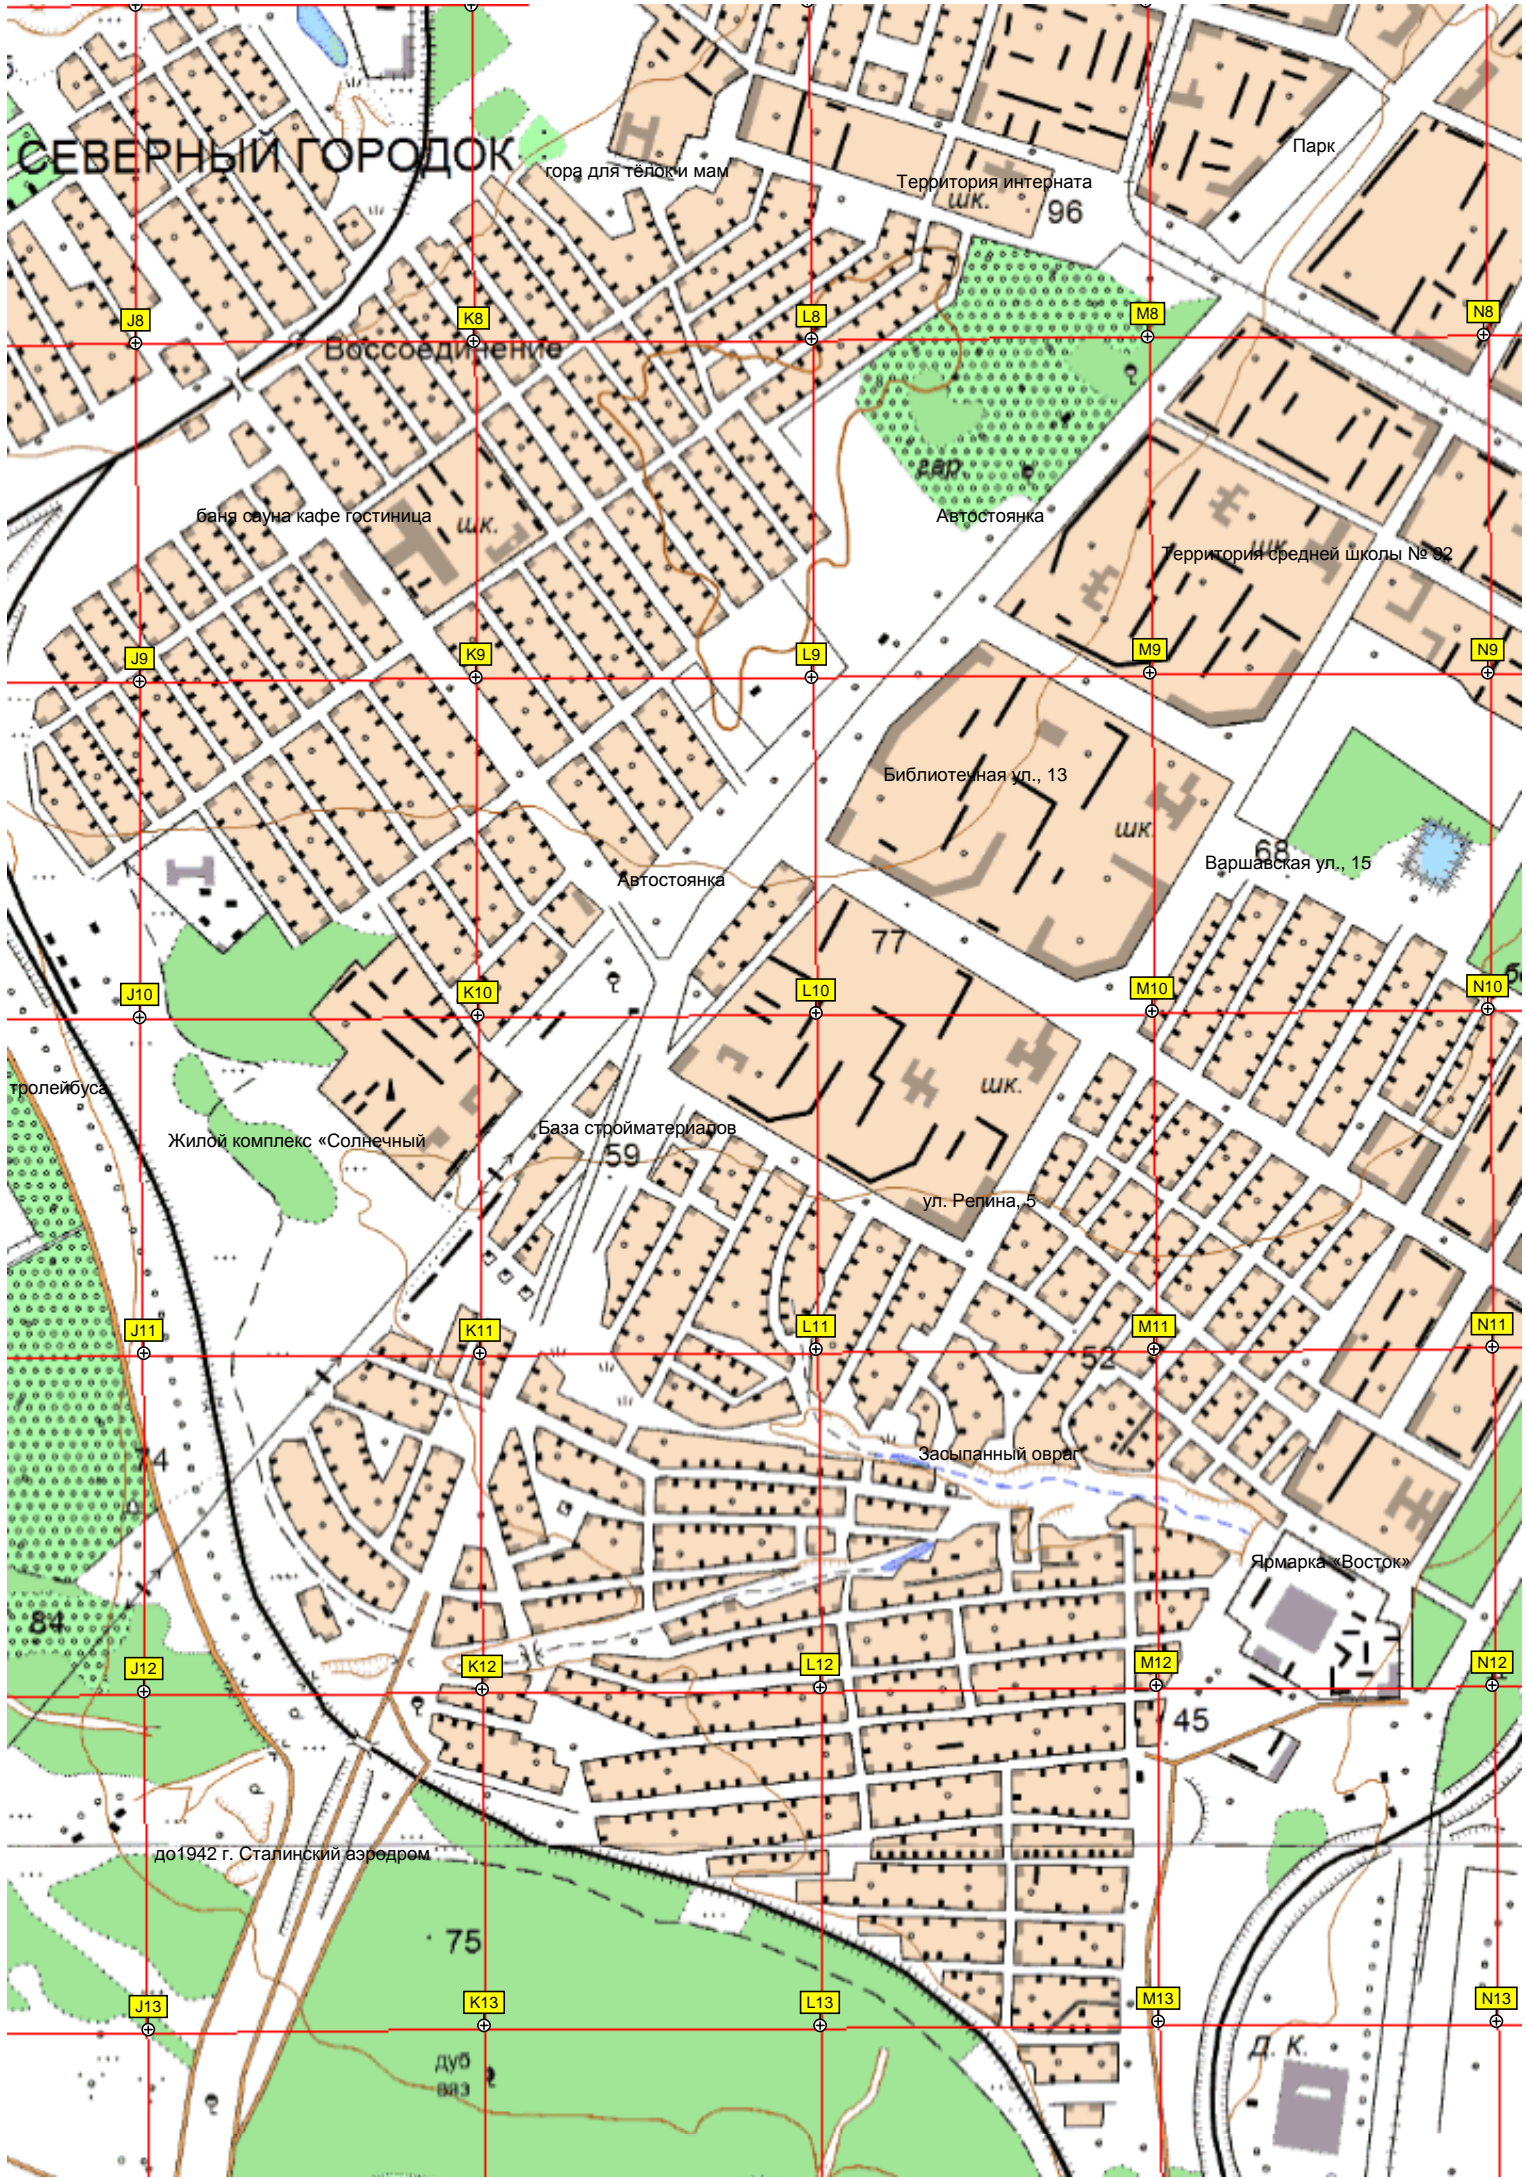 СЕВЕРНЫЙ ГОРОДОК
Парк
гора для тёлок и мам
Территория интерната
шк.
96
J8
K8
L8
M8
N8
Воссоединение
гар.
баня сауна кафе гостиница
шк.
Автостоянка
шк.
Территория средней школы № 92
J9
K9
L9
M9
N9
Библиотечная ул., 13
шк.
68
Варшавская ул., 15
Автостоянка
77
J10
K10
L10
M10
N10
тролейбуса
шк.
База стройматериалов
Жилой комплекс «Солнечный
59
ул. Репина, 5
J11
K11
L11
M11
N11
52
74
Засыпанный овраг
Ярмарка «Восток»
84
J12
K12
L12
M12
N12
45
до1942 г. Сталинский аэродром
75
J13
K13
L13
M13
N13
Д. К.
дуб
вяз